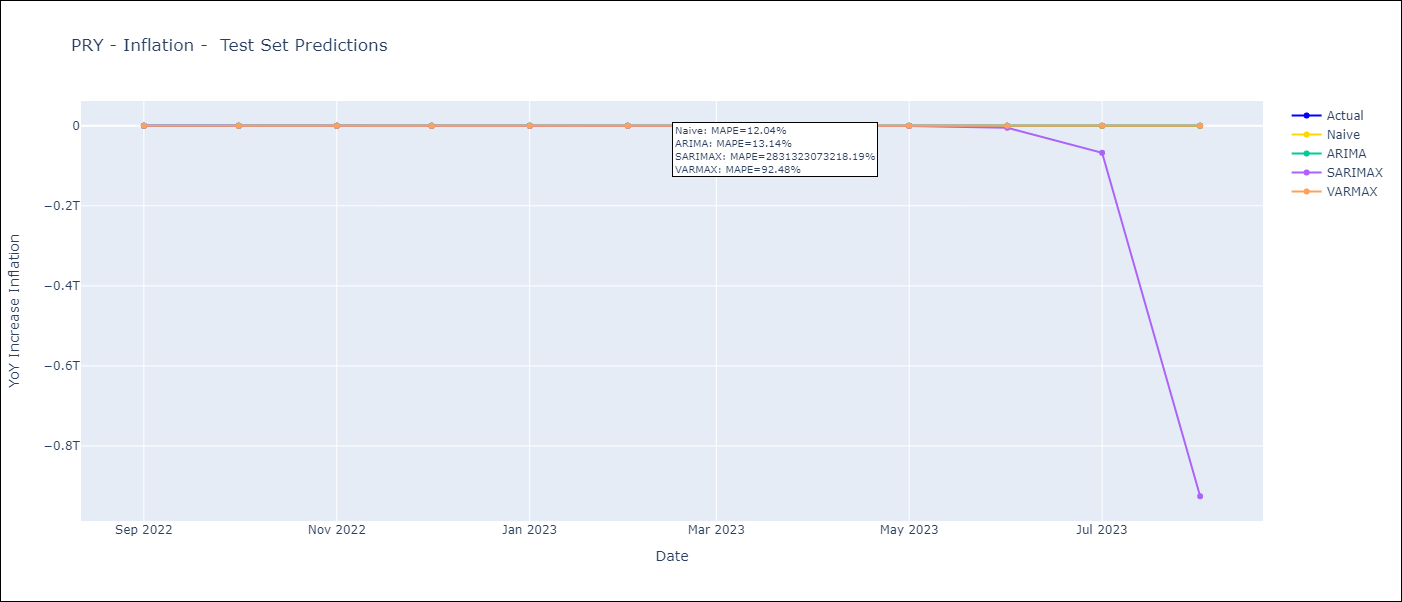 PRY - Inflation -  Test Set Predictions
Actual
Naive
ARIMA
SARIMAX
VARMAX
Naive: MAPE=12.04%
ARIMA: MAPE=13.14%
SARIMAX: MAPE=2831323073218.19%
VARMAX: MAPE=92.48%
YoY Increase Inflation
0
−0.2T
−0.4T
−0.6T
−0.8T
Sep 2022
Nov 2022
Jan 2023
Mar 2023
May 2023
Jul 2023
Date